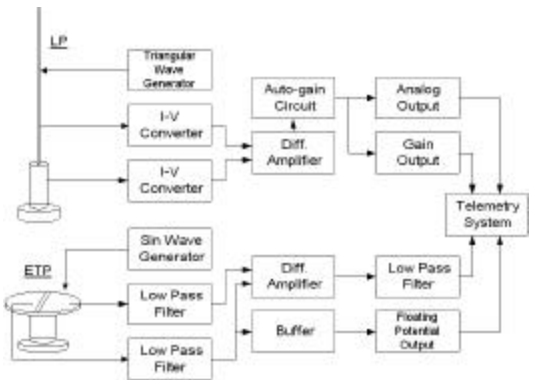 LP
Triangular
Wave
Generator
I-V
Converter
I-V
Converter
Auto-gain
Circuit
Diff.
Amplifier
Analog
Output
Gain
Output
Telemetry
System
ETP
Sin Wave
Generator
Low Pass
Filter
Low Pass
Filter
Diff.
Amplifier
Buffer
Low Pass
Filter
Floating
Potential
Output